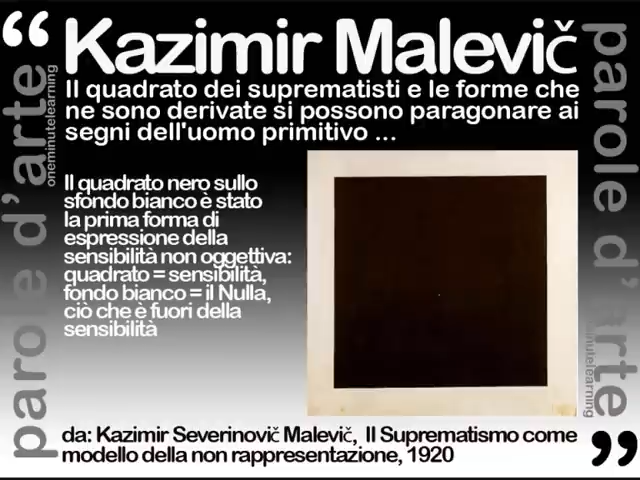 “
Kazimir Malevič
Il quadrato dei suprematisti e le forme che
ne sono derivate si possono paragonare ai
segni dell'uomo primitivo ...
Il quadrato nero sullo
sfondo bianco è stato
la prima forma di
espressione della
sensibilità non oggettiva:
quadrato = sensibilità,
fondo bianco = il Nulla,
ciò che è fuori della
sensibilità
da: Kazimir Severinovič Malevič, Il Suprematismo come
modello della non rappresentazione, 1920
”
parole d'arte
oneminutelearning
parole d'arte